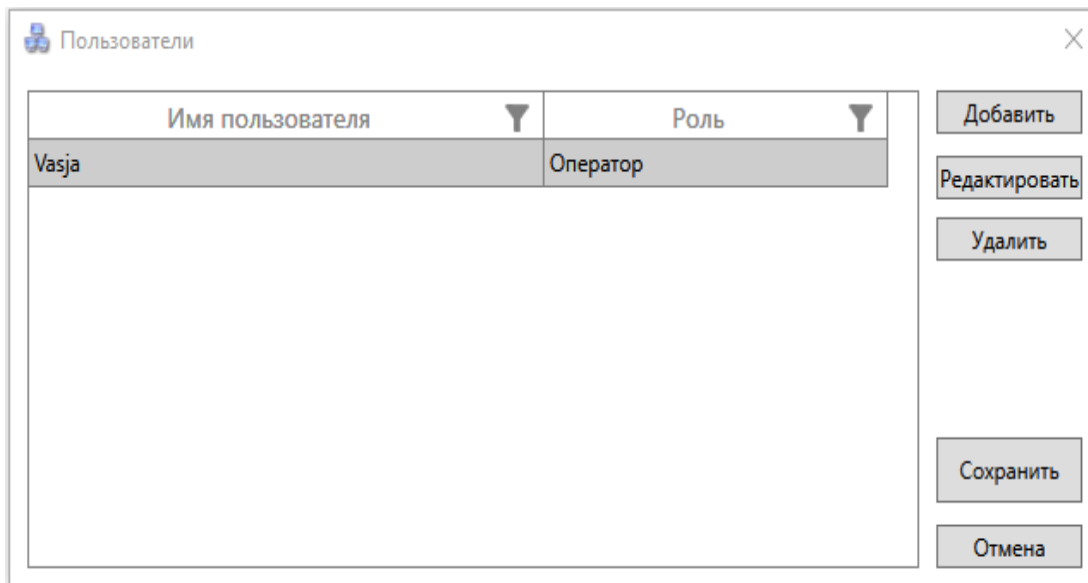 Пользователи
Имя пользователя Роль
Vasja Оператор
Добавить
Редактировать
Удалить
Сохранить
Отмена